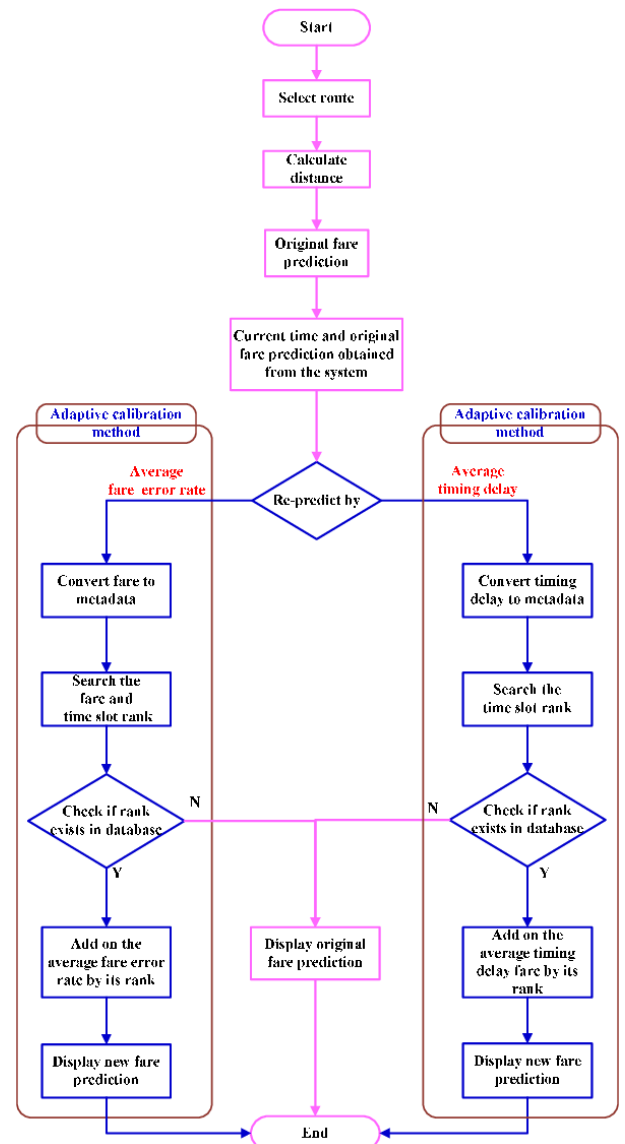 Start
Select route
Calculate
distance
Original fare
prediction
Current time and original
fare prediction obtained
from the system
Adaptive calibration
method
Adaptive calibration
method
Average
fare error rate
Re-predict by
Average
timing delay
Convert fare to
metadata
Search the
fare and
time slot rank
Check if rank
exists in database
N
Y
Add on the
average fare error
rate by its rank
Display new fare
prediction
Convert timing
delay to metadata
Search the
time slot rank
Check if rank
exists in database
N
Y
Add on the
average timing
delay fare by its
rank
Display new fare
prediction
Display original
fare prediction
End